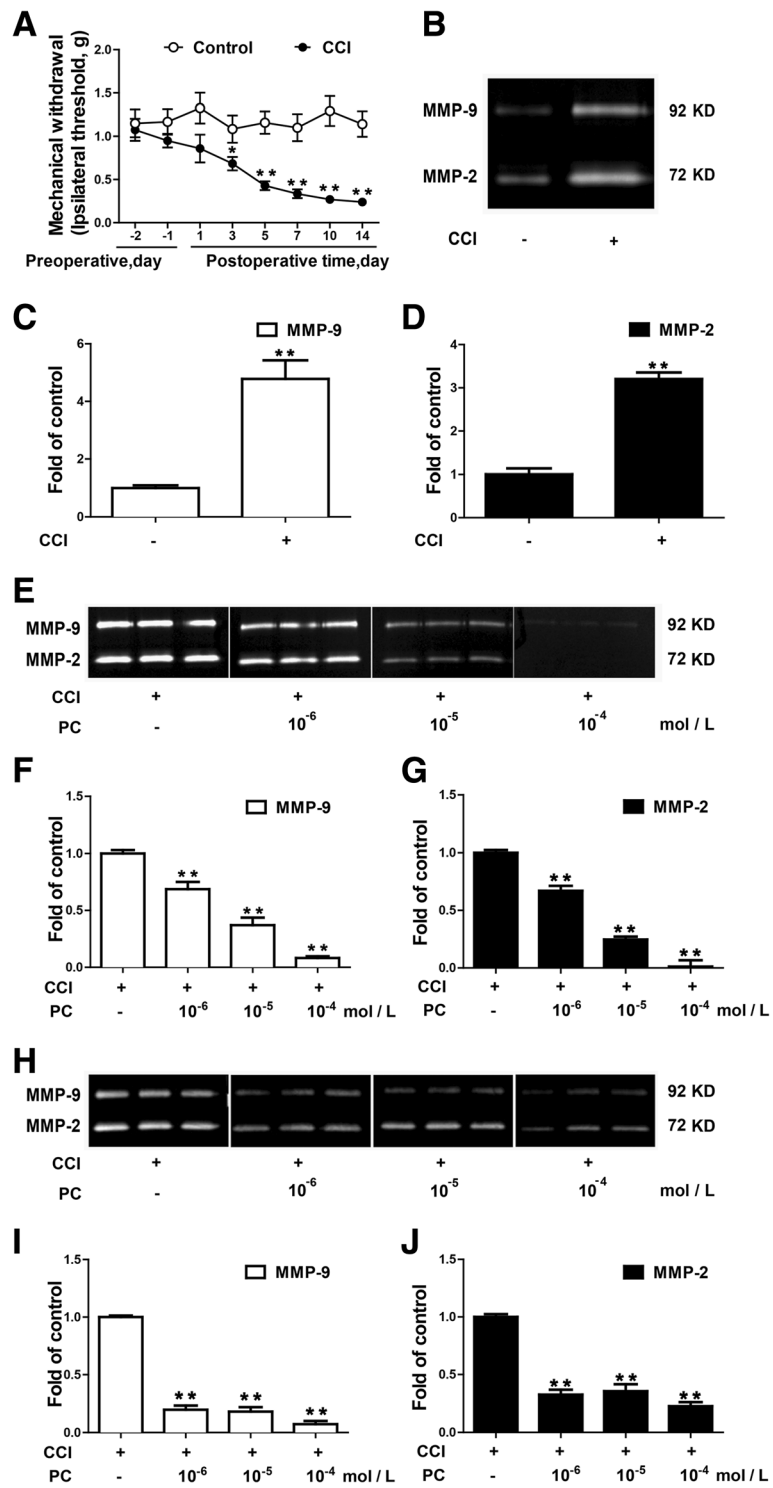 A
Control
CCI
Mechanical withdrawal
(Ipsilateral threshold, g)
2.0
1.5
1.0
0.5
0.0
-2 -1 1 3 5 7 10 14
*
** ** ** **
Preoperative,day
Postoperative time,day
B
MMP-9
92 KD
MMP-2
72 KD
CCI - +
C
MMP-9
Fold of control
6
4
2
0
**
CCI - +
D
MMP-2
Fold of control
4
3
2
1
0
**
CCI - +
E
MMP-9
92 KD
MMP-2
72 KD
CCI + + + +
PC - 10⁻⁶ 10⁻⁵ 10⁻⁴ mol / L
F
MMP-9
Fold of control
1.5
1.0
0.5
0.0
** ** **
CCI + + + +
PC - 10⁻⁶ 10⁻⁵ 10⁻⁴ mol / L
G
MMP-2
Fold of control
1.5
1.0
0.5
0.0
** ** **
CCI + + + +
PC - 10⁻⁶ 10⁻⁵ 10⁻⁴ mol / L
H
MMP-9
92 KD
MMP-2
72 KD
CCI + + + +
PC - 10⁻⁶ 10⁻⁵ 10⁻⁴ mol / L
I
MMP-9
Fold of control
1.5
1.0
0.5
0.0
** ** **
CCI + + + +
PC - 10⁻⁶ 10⁻⁵ 10⁻⁴ mol / L
J
MMP-2
Fold of control
1.5
1.0
0.5
0.0
** ** **
CCI + + + +
PC - 10⁻⁶ 10⁻⁵ 10⁻⁴ mol / L